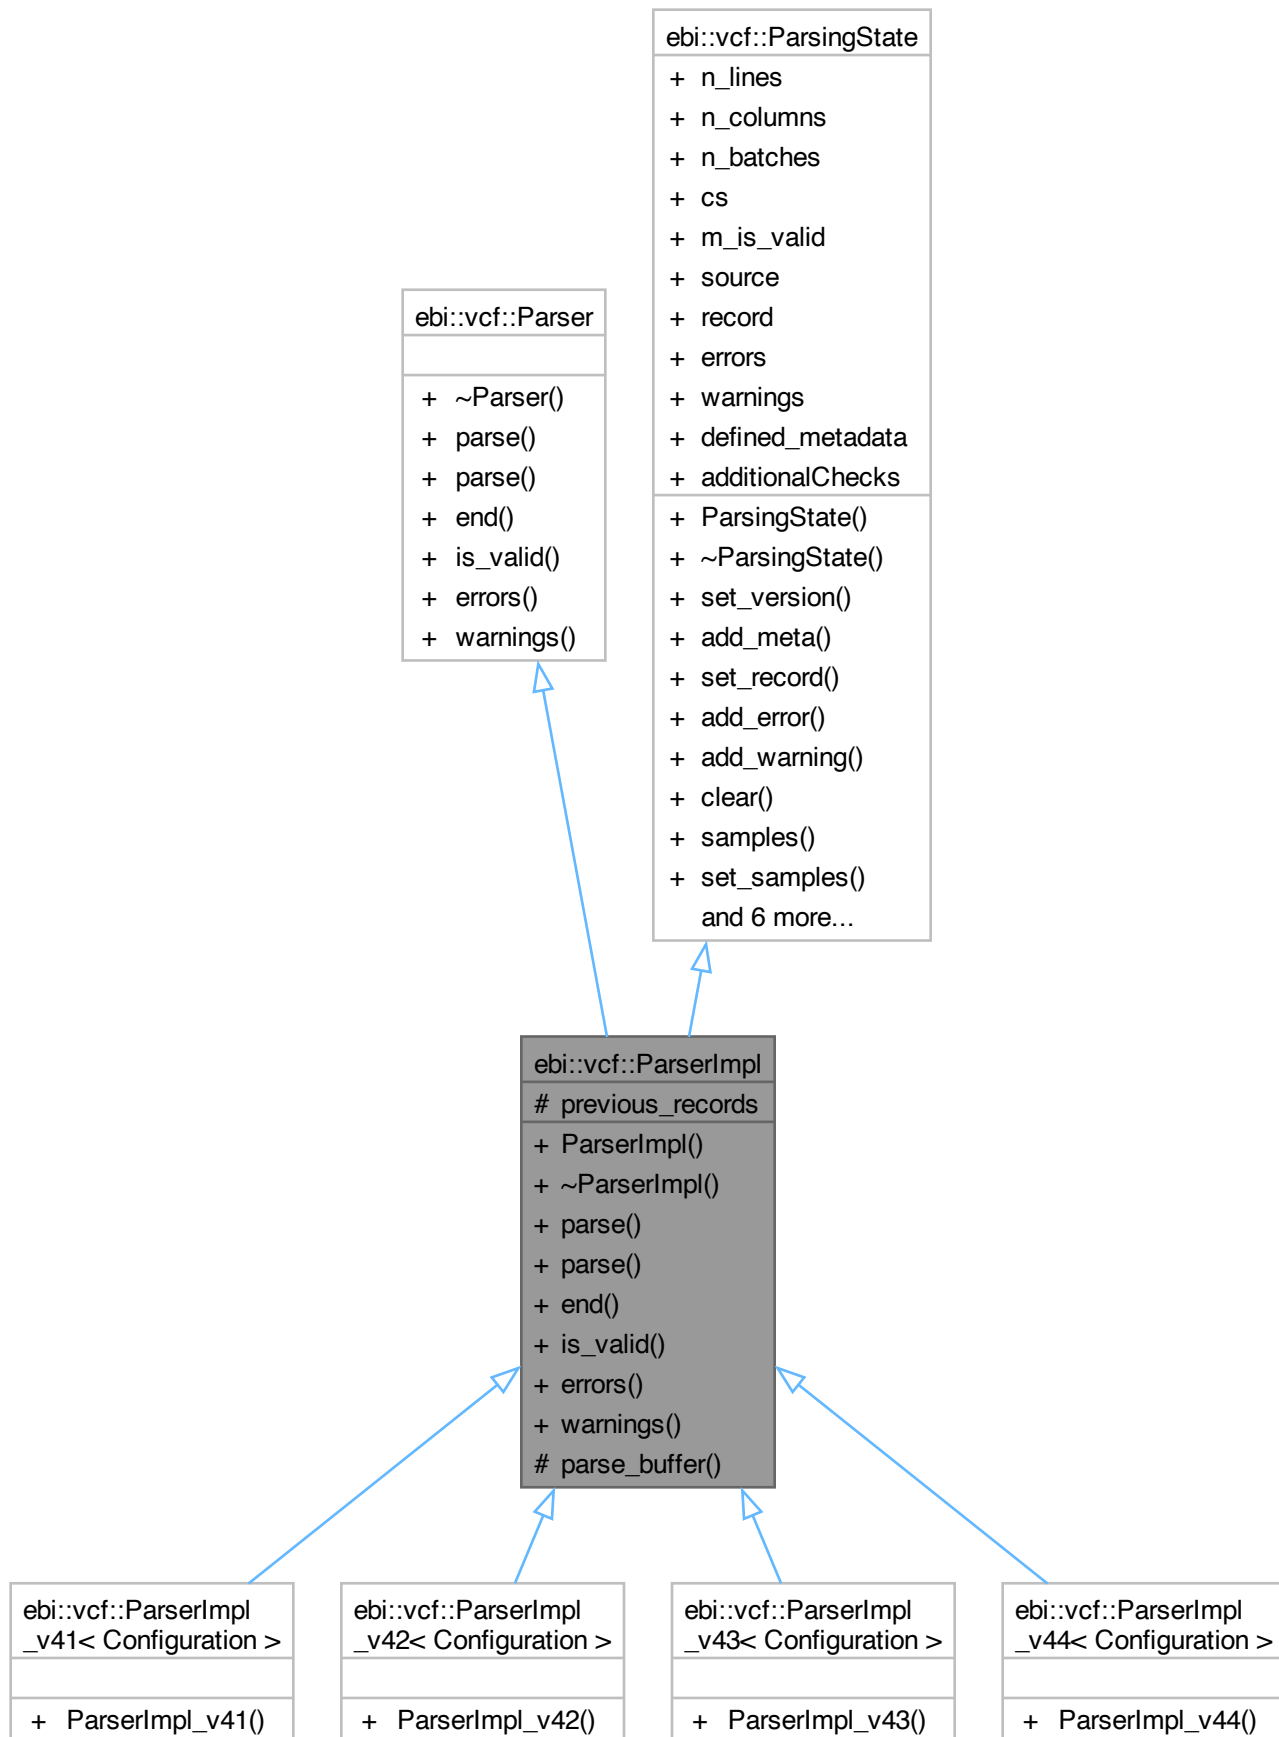 ebi::vcf::ParsingState
+ n_lines
+ n_columns
+ n_batches
+ cs
+ m_is_valid
+ source
+ record
+ errors
+ warnings
+ defined_metadata
+ additionalChecks
+ ParsingState()
+ ~ParsingState()
+ set_version()
+ add_meta()
+ set_record()
+ add_error()
+ add_warning()
+ clear()
+ samples()
+ set_samples()
and 6 more...
ebi::vcf::Parser
+ ~Parser()
+ parse()
+ parse()
+ end()
+ is_valid()
+ errors()
+ warnings()
ebi::vcf::ParserImpl
# previous_records
+ ParserImpl()
+ ~ParserImpl()
+ parse()
+ parse()
+ end()
+ is_valid()
+ errors()
+ warnings()
# parse_buffer()
ebi::vcf::ParserImpl
_v41< Configuration >
+ ParserImpl_v41()
ebi::vcf::ParserImpl
_v42< Configuration >
+ ParserImpl_v42()
ebi::vcf::ParserImpl
_v43< Configuration >
+ ParserImpl_v43()
ebi::vcf::ParserImpl
_v44< Configuration >
+ ParserImpl_v44()